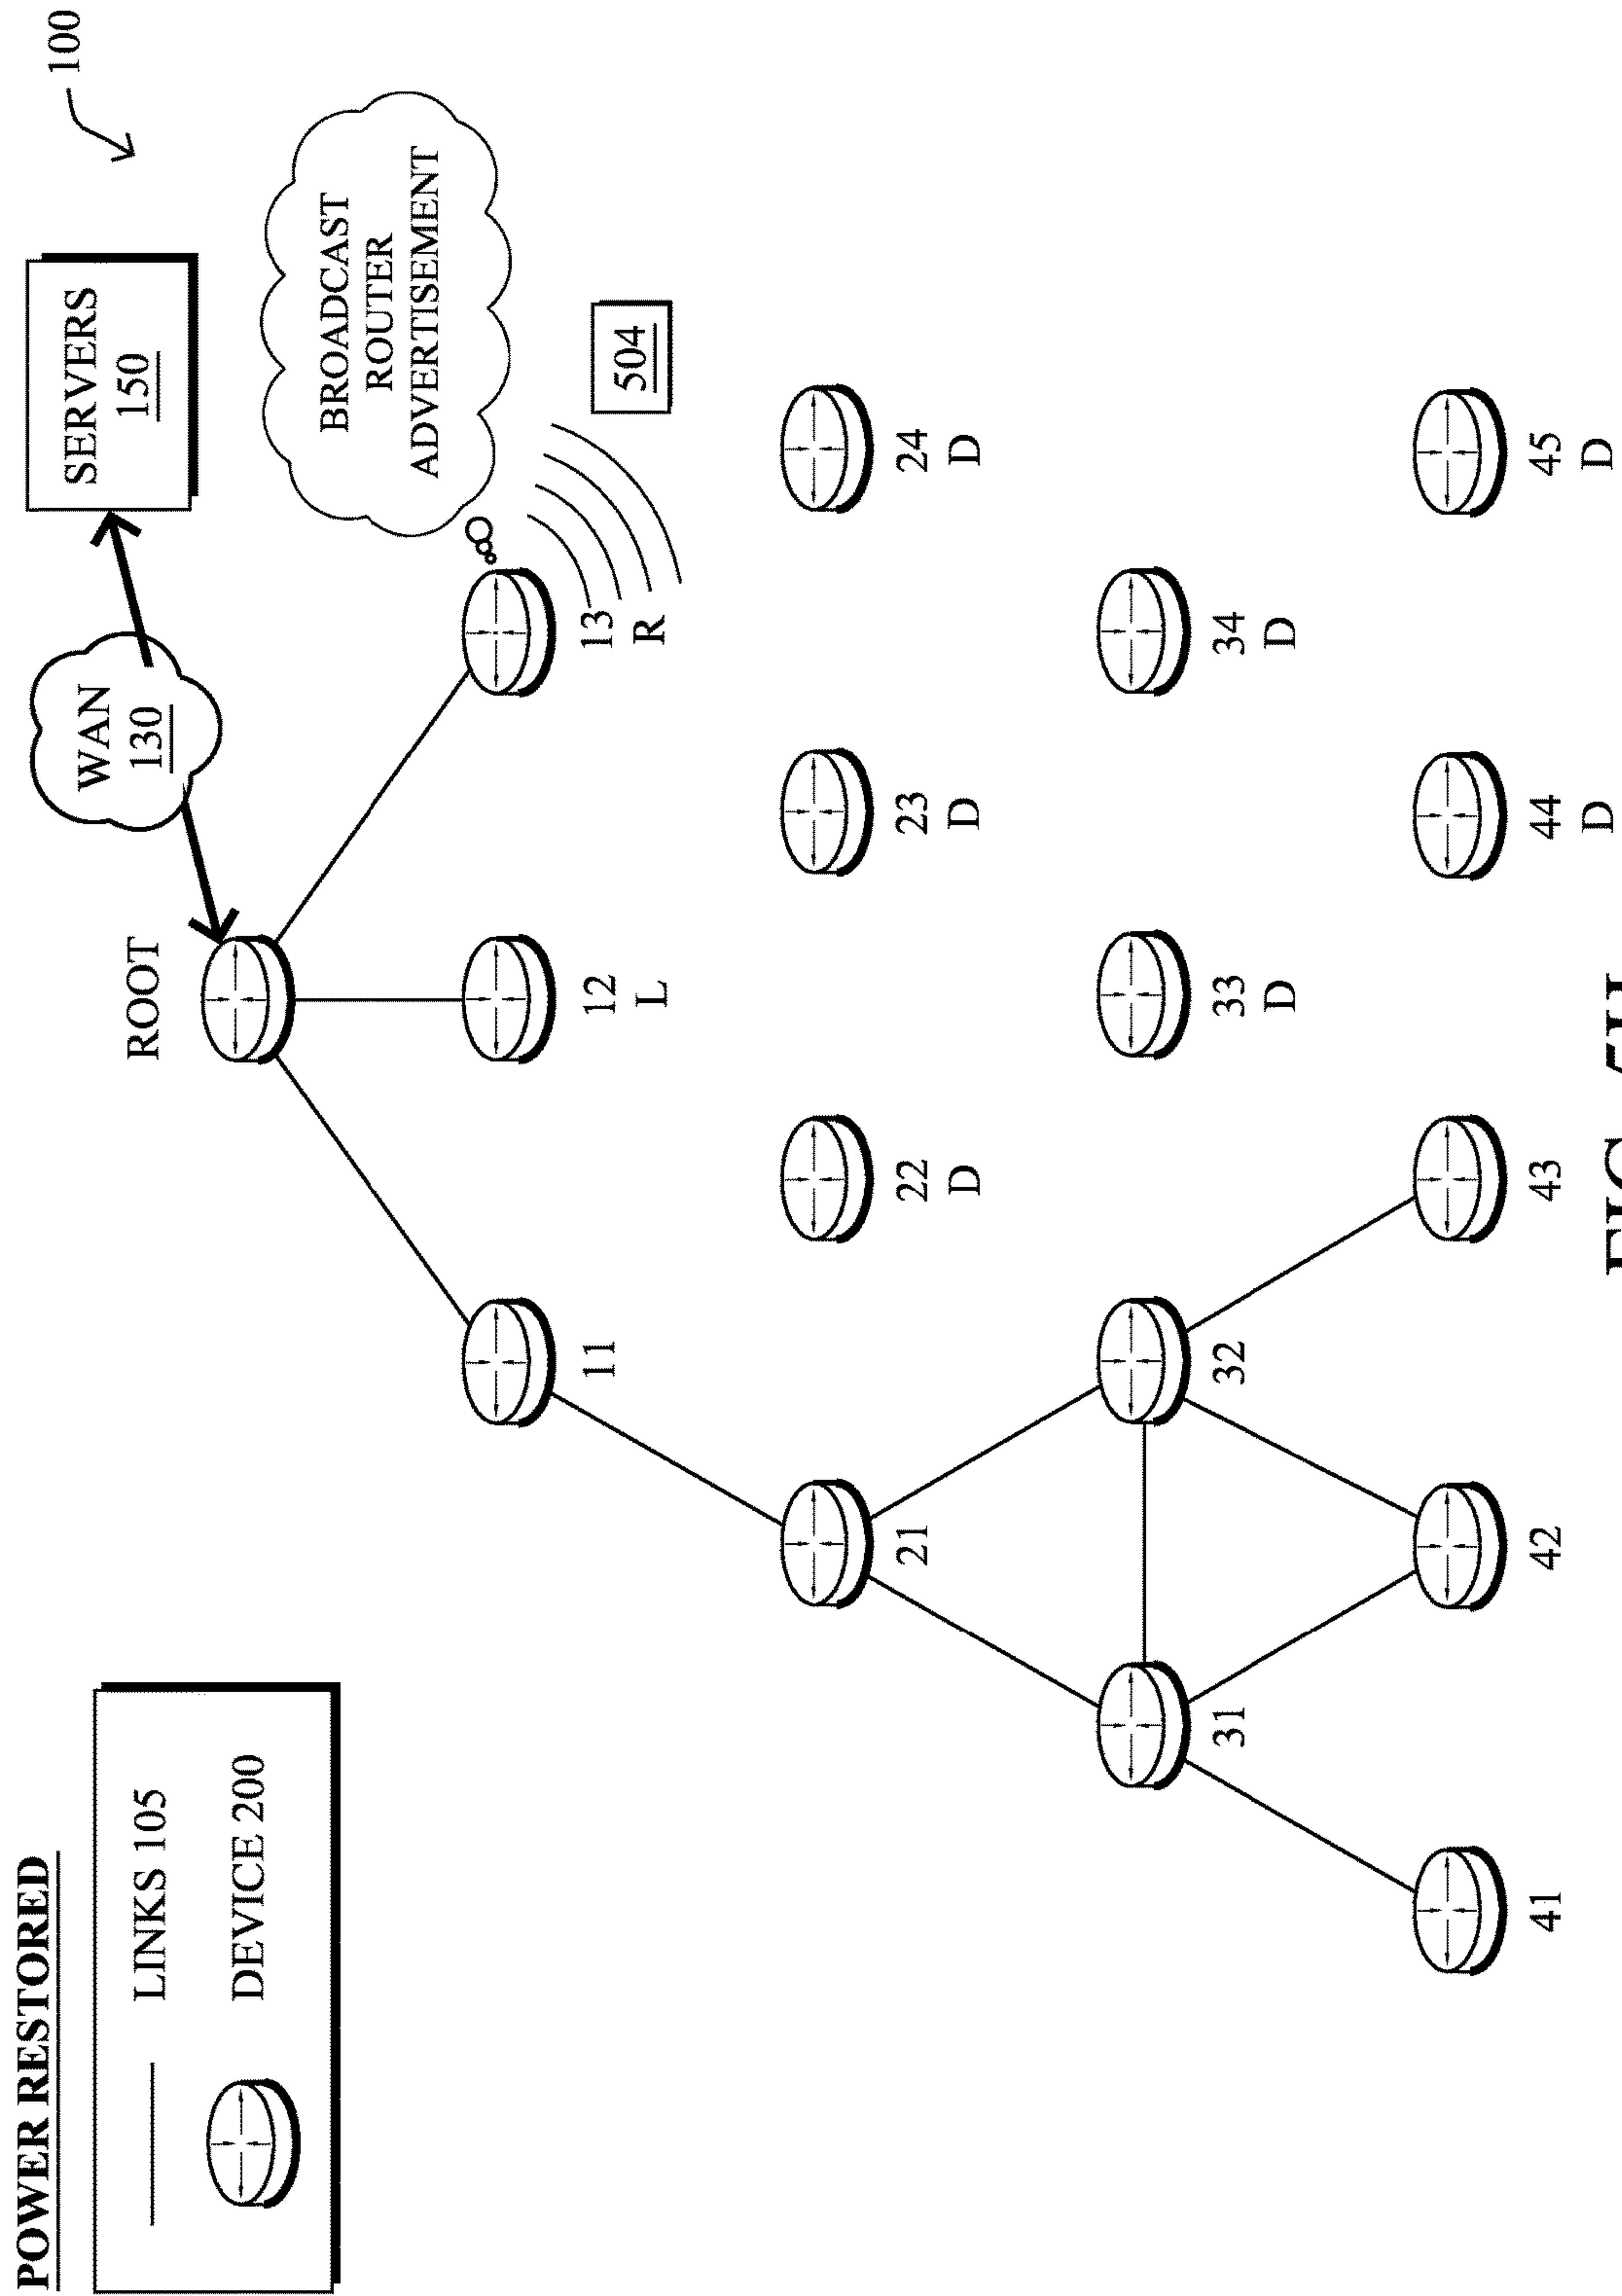 POWER RESTORED
LINKS 105
DEVICE 200
100
SERVERS
150
WAN
130
ROOT
BROADCAST
ROUTER
ADVERTISEMENT
504
11
12
L
13
R
21
22
D
23
D
24
D
31
32
33
D
34
D
41
42
43
44
D
45
D